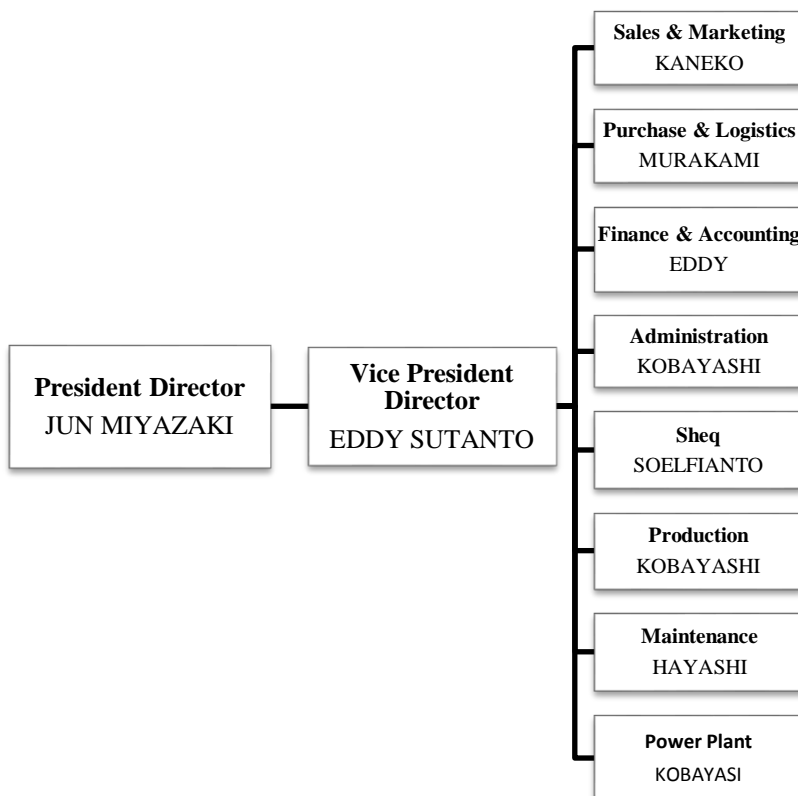 President Director
JUN MIYAZAKI
Vice President
Director
EDDY SUTANTO
Sales & Marketing
KANEKO
Purchase & Logistics
MURAKAMI
Finance & Accounting
EDDY
Administration
KOBAYASHI
Sheq
SOELFIANTO
Production
KOBAYASHI
Maintenance
HAYASHI
Power Plant
KOBAYASI